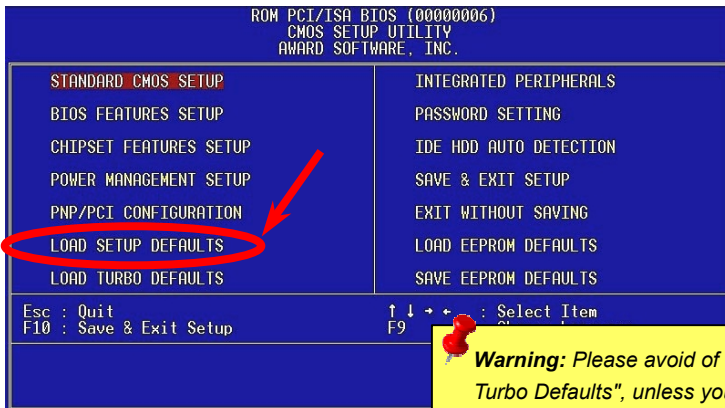 ROM PCI/ISA BIOS (00000006)
CMOS SETUP UTILITY
AWARD SOFTWARE, INC.
STANDARD CMOS SETUP
INTEGRATED PERIPHERALS
BIOS FEATURES SETUP
PASSWORD SETTING
CHIPSET FEATURES SETUP
IDE HDD AUTO DETECTION
POWER MANAGEMENT SETUP
SAVE & EXIT SETUP
PNP/PCI CONFIGURATION
EXIT WITHOUT SAVING
LOAD SETUP DEFAULTS
LOAD EEPROM DEFAULTS
LOAD TURBO DEFAULTS
SAVE EEPROM DEFAULTS
Esc : Quit
↑ ↓ → ← : Select Item
F10 : Save & Exit Setup
F9
Warning: Please avoid of
Turbo Defaults", unless